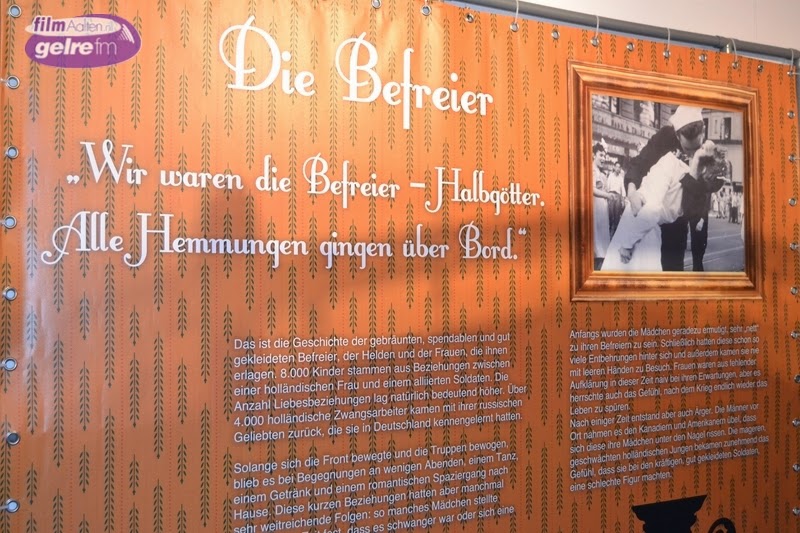 filmAalten.nl
gelre fm
Die Befreier
„Wir waren die Befreier – Halbgötter.
Alle Hemmungen gingen über Bord.“
Das ist die Geschichte der gebräunten, spendablen und gut
gekleideten Befreier, der Helden und der Frauen, die ihnen
erlagen. 8.000 Kinder stammen aus Beziehungen zwischen
einer holländischen Frau und einem alliierten Soldaten. Die
Anzahl Liebesbeziehungen lag natürlich bedeutend höher. Über
4.000 holländische Zwangsarbeiter kamen mit ihrer russischen
Geliebten zurück, die sie in Deutschland kennengelernt hatten.
Solange sich die Front bewegte und die Truppen bewogen,
blieb es bei Begegnungen an wenigen Abenden, einem Tanz,
einem Getränk und einem romantischen Spaziergang nach
Hause. Diese kurzen Beziehungen hatten aber manchmal
sehr weitreichenden Folgen: so manches Mädchen stellte
fest, dass es schwanger war oder sich eine
Anfangs wurden die Mädchen geradezu ermutigt, sehr „nett“
zu ihren Befreiern zu sein. Schließlich hatten diese schon so
viele Entbehrungen hinter sich und außerdem kamen sie nie
mit leeren Händen zu Besuch. Frauen waren aus fehlender
Aufklärung in dieser Zeit naiv bei ihren Erwartungen, aber es
herrschte auch das Gefühl, nach dem Krieg endlich wieder das
Leben zu spüren.
Nach einiger Zeit entstand aber auch Ärger. Die Männer vor
Ort nahmen es den Kanadiern und Amerikanern übel, dass
sich diese ihre Mädchen unter den Nagel rissen. Die mageren,
geschwächten holländischen Jungen bekamen zunehmend das
Gefühl, dass sie bei den kräftigen, gut gekleideten Soldaten,
eine schlechte Figur machten.